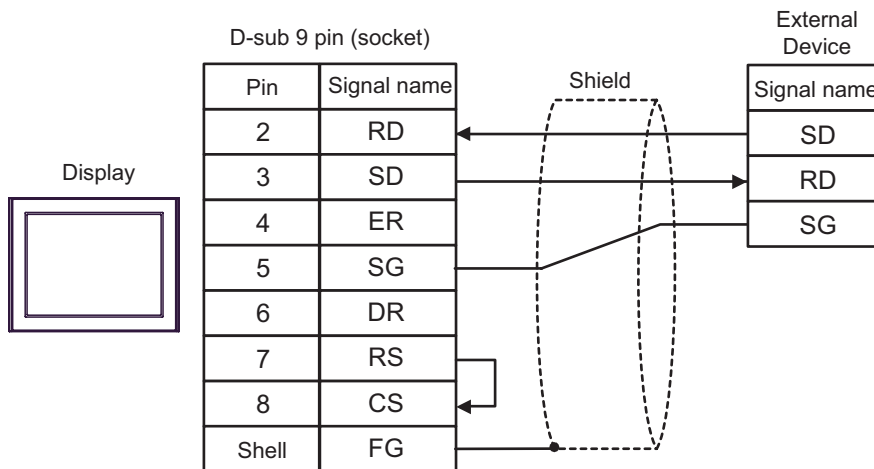 External
Device
D-sub 9 pin (socket)
Pin Signal name
Shield
Signal name
2 RD
SD
Display
3 SD
RD
4 ER
SG
5 SG
6 DR
7 RS
8 CS
Shell FG